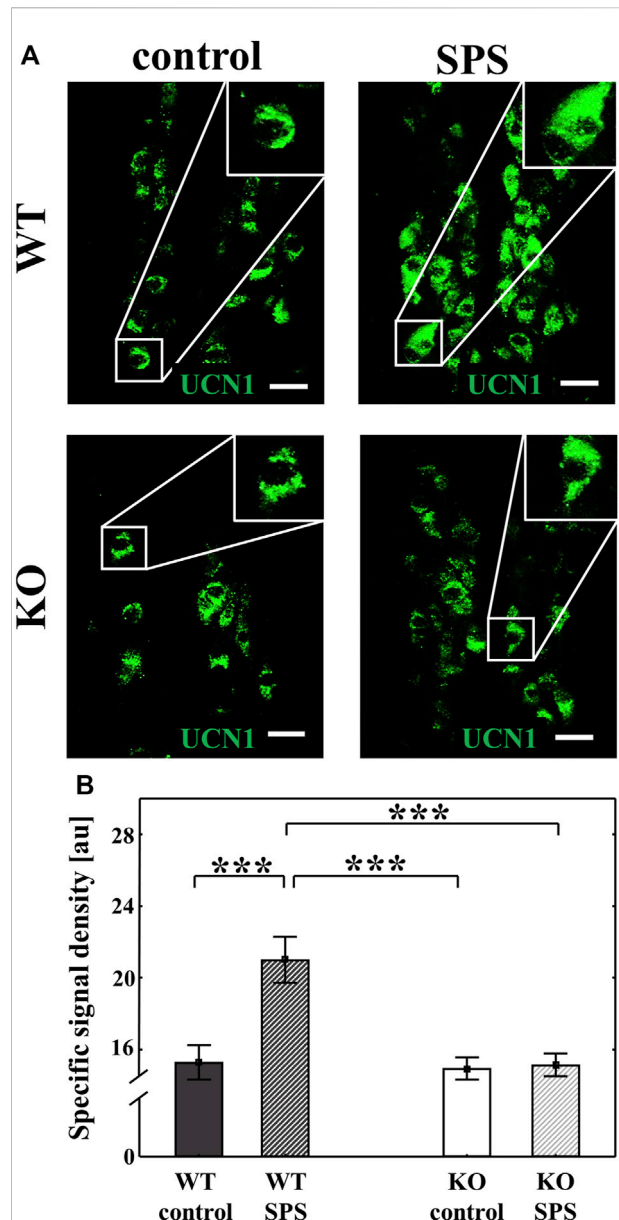 A
control
SPS
WT
UCN1
UCN1
KO
UCN1
UCN1
B
Specific signal density [au]
28
24
20
16
0
***
***
***
WT
control
WT
SPS
KO
control
KO
SPS